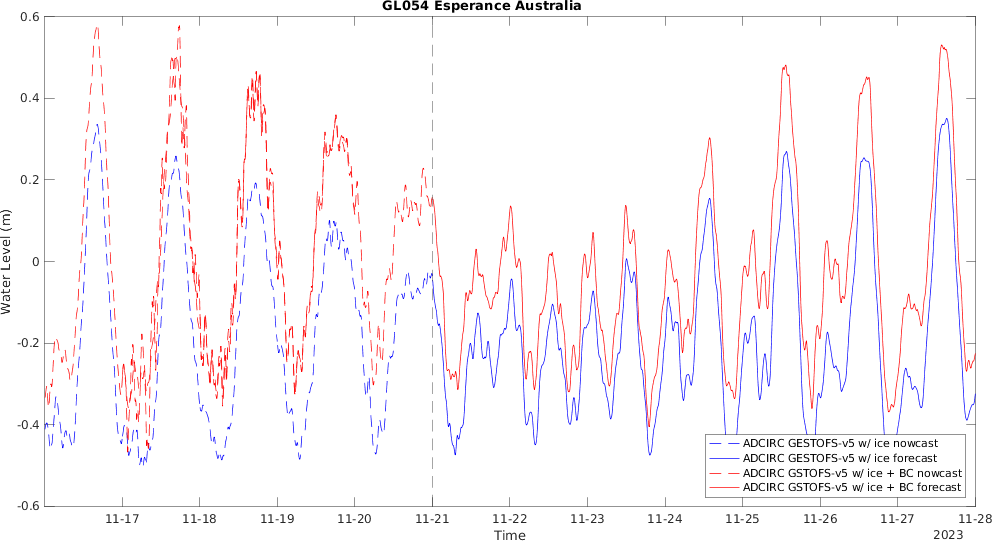 GL054 Esperance Australia
Water Level (m)
0.6
0.4
0.2
0
-0.2
-0.4
-0.6
11-17
11-18
11-19
11-20
11-21
11-22
11-23
11-24
11-25
11-26
11-27
11-28
Time
2023
ADCIRC GESTOFS-v5 w/ ice nowcast
ADCIRC GESTOFS-v5 w/ ice forecast
ADCIRC GSTOFS-v5 w/ ice + BC nowcast
ADCIRC GSTOFS-v5 w/ ice + BC forecast